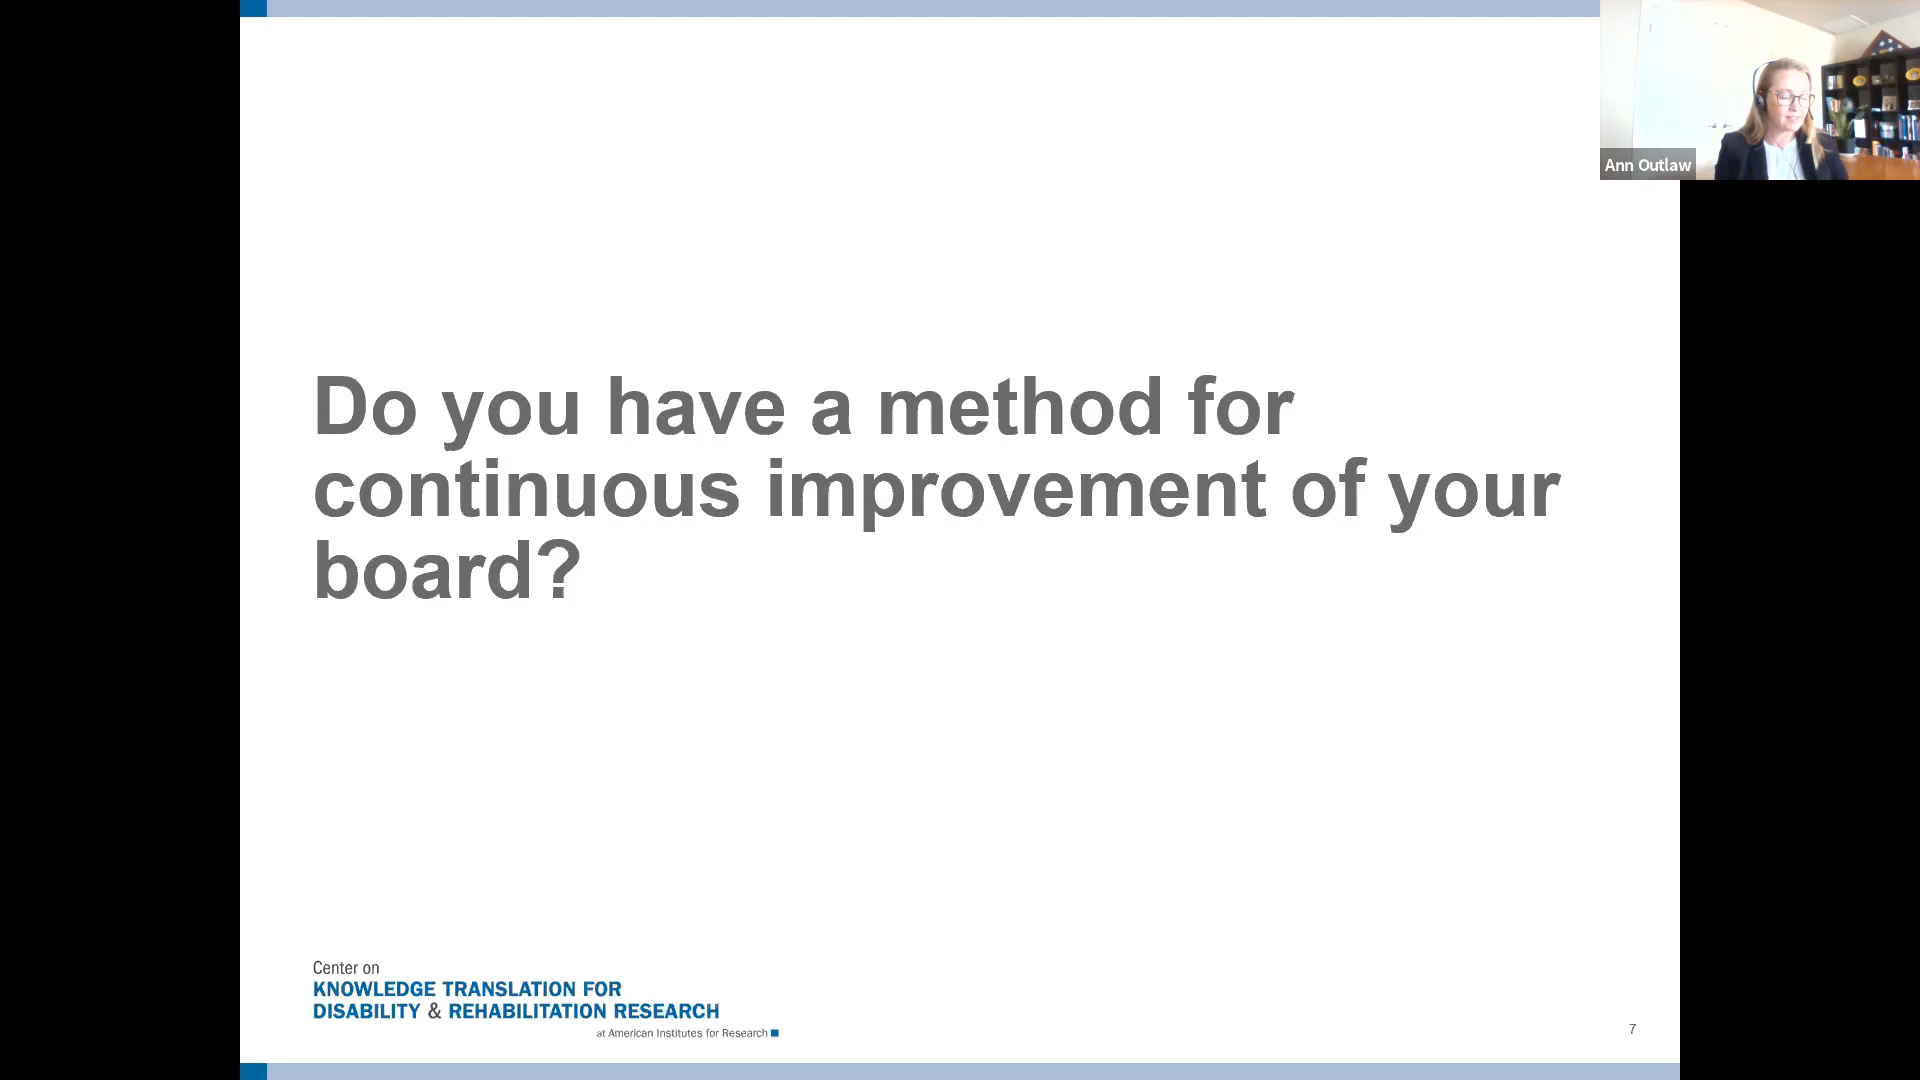 Ann Outlaw
Do you have a method for
continuous improvement of your
board?
Center on
KNOWLEDGE TRANSLATION FOR
DISABILITY & REHABILITATION RESEARCH
at American Institutes for Research
7